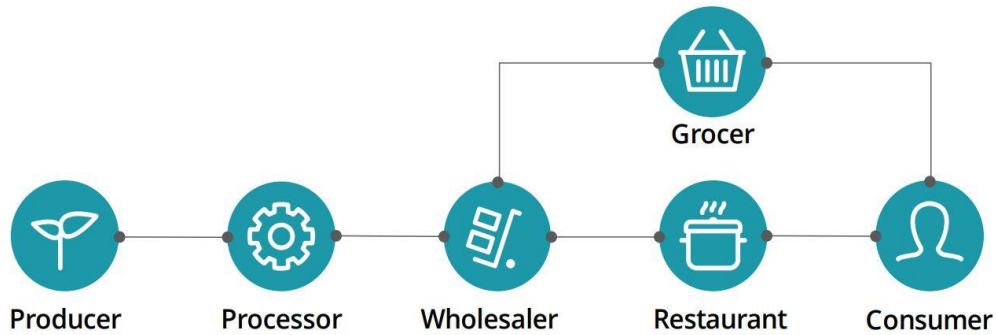 Grocer
Producer
Processor
Wholesaler
Restaurant
Consumer